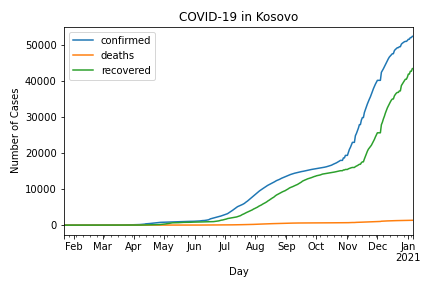 COVID-19 in Kosovo
confirmed
deaths
recovered
Number of Cases
50000
40000
30000
20000
10000
0
Feb Mar Apr May Jun Jul Aug Sep Oct Nov Dec Jan
2021
Day